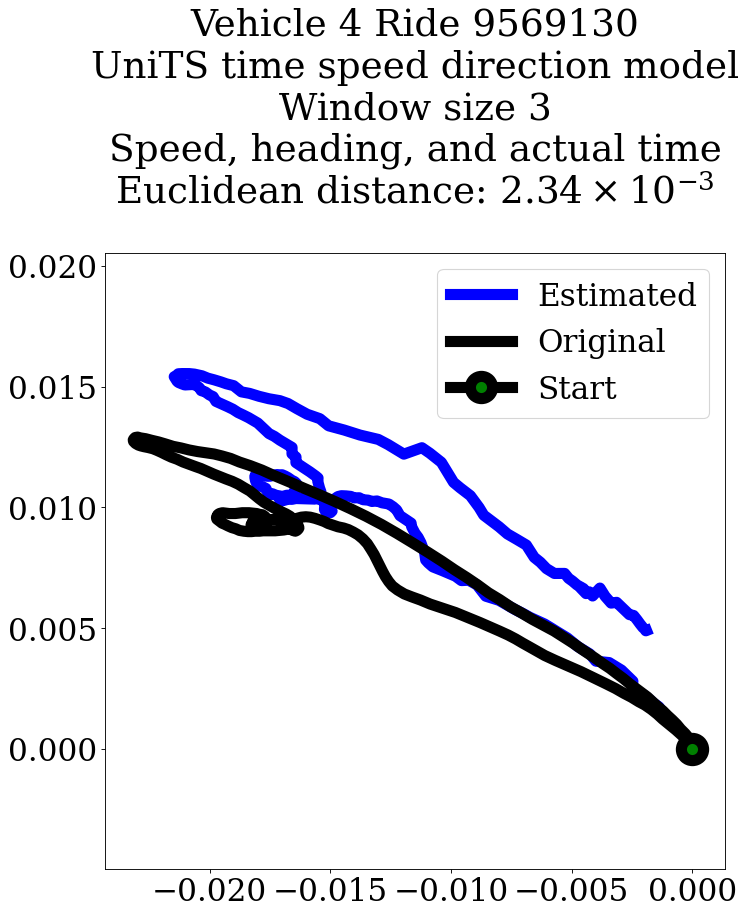 Vehicle 4 Ride 9569130
UniTS time speed direction model
Window size 3
Speed, heading, and actual time
Euclidean distance: 2.34 × 10⁻³
0.020
0.015
0.010
0.005
0.000
Estimated
Original
Start
−0.020 −0.015 −0.010 −0.005 0.000